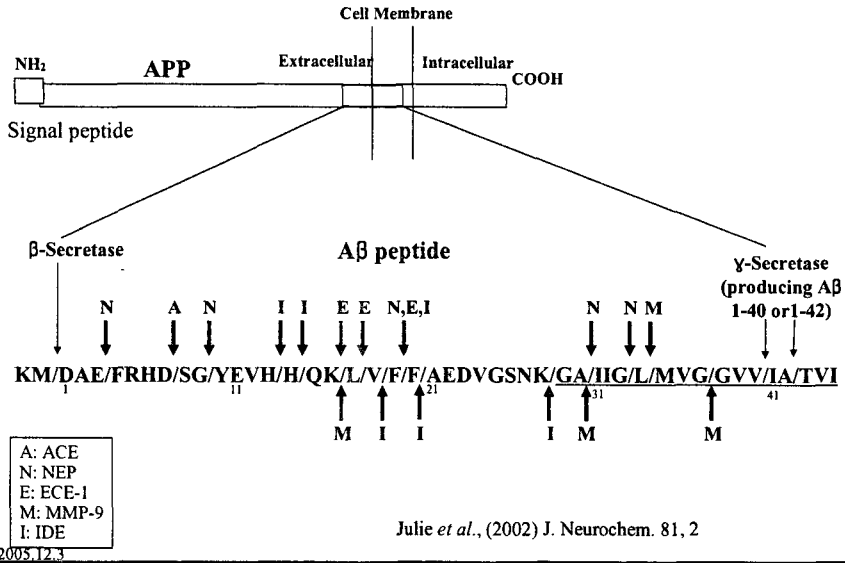 Cell Membrane
Extracellular
Intracellular
NH₂
APP
COOH
Signal peptide
β-Secretase
Aβ peptide
γ-Secretase
(producing Aβ
1-40 or1-42)
N A N I I E E N,E,I N N M
KM/DAE/FRHD/SG/YEVH/H/QK/L/V/F/F/AEDVGSNK/GA/IIG/L/MVG/GVV/IA/TVI
1 11 21 31 41
M I I I M M
A: ACE
N: NEP
E: ECE-1
M: MMP-9
I: IDE
Julie et al., (2002) J. Neurochem. 81, 2
2005.12.3